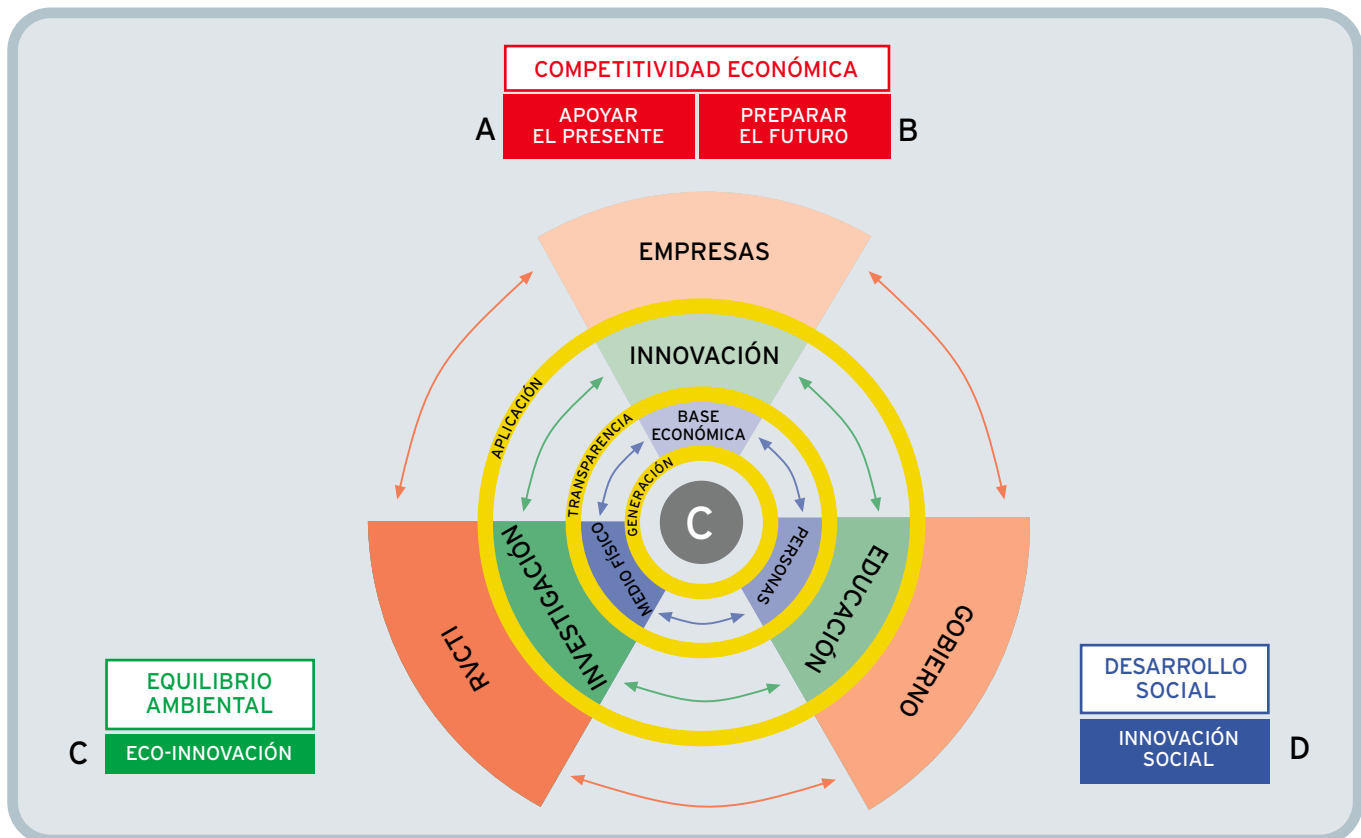 COMPETITIVIDAD ECONÓMICA
A
APOYAR
EL PRESENTE
PREPARAR
EL FUTURO
B
EMPRESAS
INNOVACIÓN
BASE
ECONÓMICA
APLICACIÓN
TRANSPARENCIA
GENERACIÓN
C
MEDIO FÍSICO
PERSONAS
INVESTIGACIÓN
EDUCACIÓN
RVCTI
GOBIERNO
EQUILIBRIO
AMBIENTAL
C
ECO-INNOVACIÓN
DESARROLLO
SOCIAL
INNOVACIÓN
SOCIAL
D